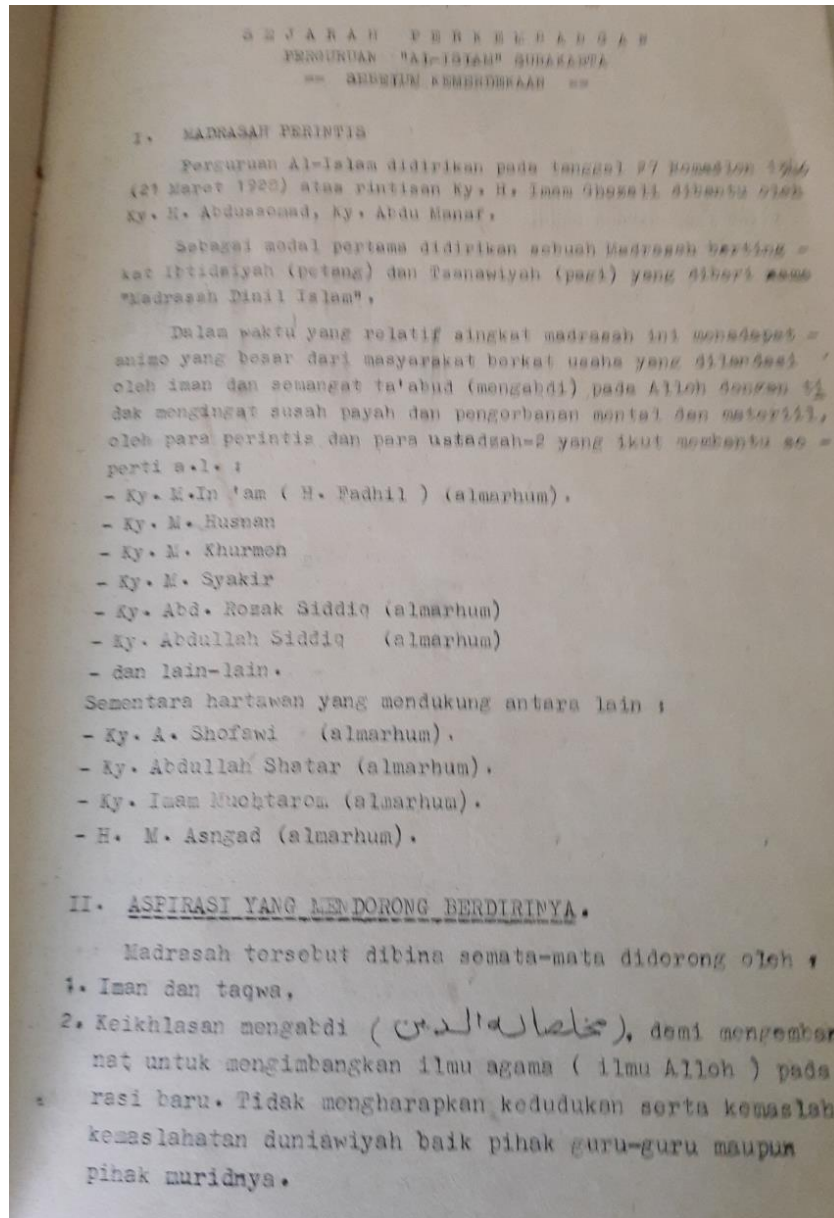 SEJARAH PERKEMBANGAN
PERGURUAN "AL-ISLAM" SURAKARTA
== SEBELUM KEMERDEKAAN ==
I. MADRASAH PERINTIS
Perguruan Al-Islam didirikan pada tanggal 27 Romadlon
(21 Maret 1928) atas rintisan Ky. H. Imam Ghozali dibantu oleh
Ky. H. Abdussomad, Ky. Abdu Manaf.
Sebagai modal pertama didirikan sebuah Madrasah berting =
kat Ibtidaiyah (petang) dan Tsanawiyah (pagi) yang diberi nama
"Madrasah Dinil Islam".
Dalam waktu yang relatif singkat madrasah ini mendapat =
animo yang besar dari masyarakat berkat usaha yang dilandasi
oleh iman dan semangat ta'abud (mengabdi) pada Alloh dengan ti
dak mengingat susah payah dan pengorbanan mental dan materiil,
oleh para perintis dan para ustadzah=2 yang ikut membantu se =
perti a.l. :
- Ky. M.In 'am ( H. Fadhil ) (almarhum).
- Ky. M. Husnan
- Ky. M. Khurmen
- Ky. M. Syakir
- Ky. Abd. Rozak Siddiq (almarhum)
- Ky. Abdullah Siddiq (almarhum)
- dan lain-lain.
Sementara hartawan yang mendukung antara lain :
- Ky. A. Shofawi (almarhum).
- Ky. Abdullah Shatar (almarhum).
- Ky. Imam Muchtarom (almarhum).
- H. M. Asngad (almarhum).
II. ASPIRASI YANG MENDORONG BERDIRINYA.
Madrasah tersebut dibina semata-mata didorong oleh :
1. Iman dan taqwa,
2. Keikhlasan mengabdi ( مخلصا له الدين ), demi mengembar
nat untuk mengimbangkan ilmu agama ( ilmu Alloh ) pada
rasi baru. Tidak mengharapkan kedudukan serta kemaslah
kemaslahatan duniawiyah baik pihak guru-guru maupun
pihak muridnya.